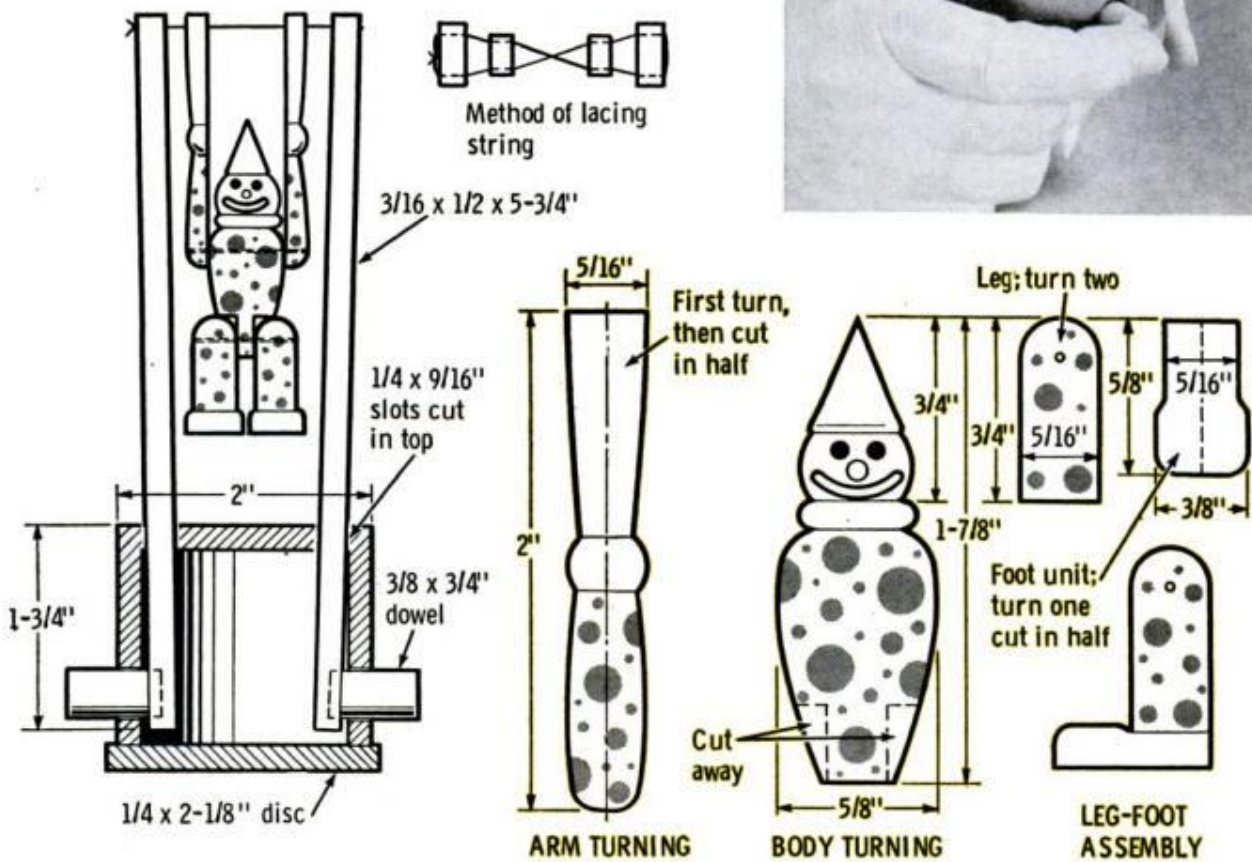 Method of lacing
string
3/16 x 1/2 x 5-3/4"
1/4 x 9/16"
slots cut
in top
2"
1-3/4"
3/8 x 3/4"
dowel
1/4 x 2-1/8" disc
5/16"
First turn,
then cut
in half
2"
ARM TURNING
3/4"
1-7/8"
Cut
away
5/8"
BODY TURNING
Leg; turn two
3/4"
5/16"
5/8"
5/16"
3/8"
Foot unit;
turn one
cut in half
LEG-FOOT
ASSEMBLY